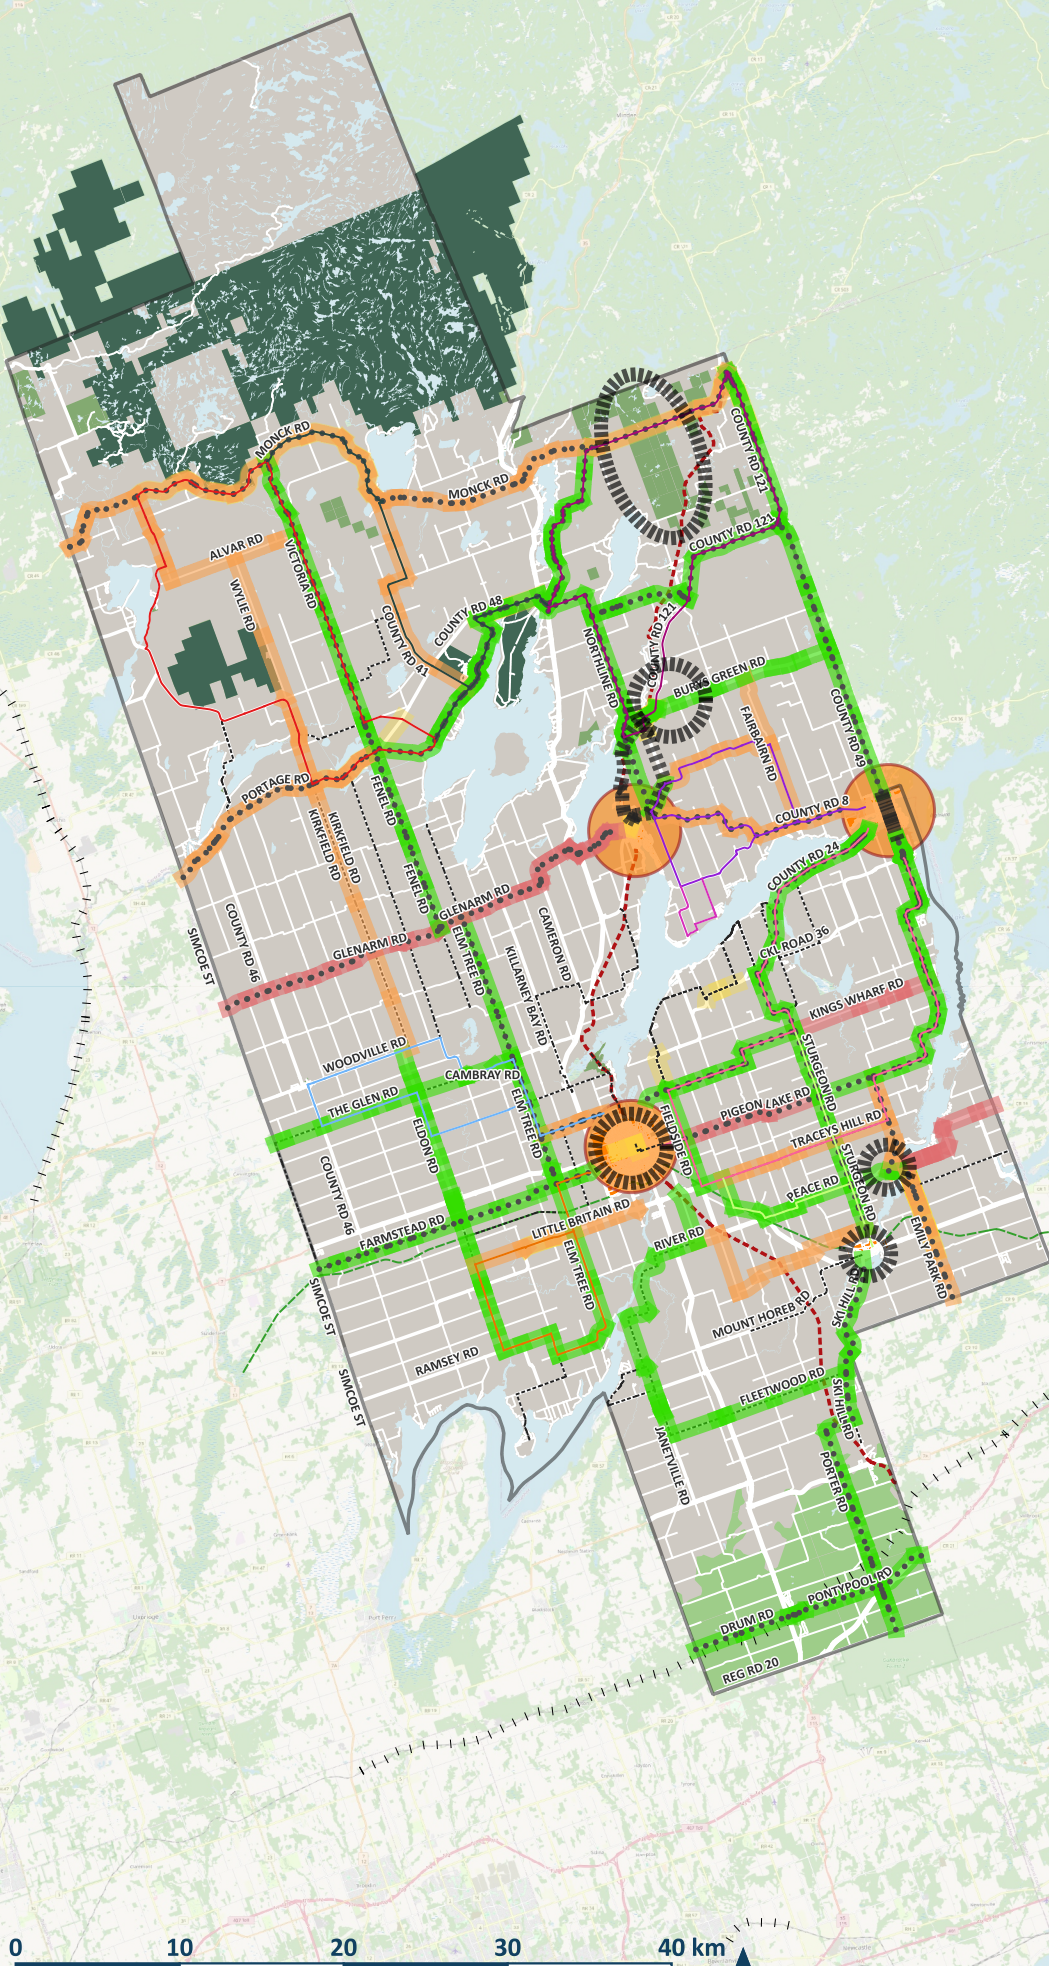 MONCK RD
COUNTY RD 121
MONCK RD
COUNTY RD 121
ALVAR RD
VICTORIA RD
WYLIE RD
COUNTY RD 48
COUNTY RD 41
NORTHLINE RD
COUNTY RD 121
BURYS GREEN RD
COUNTY RD 49
FAIRBAIRN RD
PORTAGE RD
FENEL RD
KIRKFIELD RD
KIRKFIELD RD
COUNTY RD 8
COUNTY RD 24
FENEL RD
GLENARM RD
GLENARM RD
COUNTY RD 46
SIMCOE ST
CAMERON RD
ELM TREE RD
KILLARNEY BAY RD
CKL ROAD 36
KINGS WHARF RD
WOODVILLE RD
CAMBRAY RD
THE GLEN RD
STURGEON RD
PIGEON LAKE RD
ELM TREE RD
FIELDSIDE RD
TRACEYS HILL RD
ELDON RD
COUNTY RD 46
STURGEON RD
PEACE RD
FARMSTEAD RD
LITTLE BRITAIN RD
RIVER RD
EMILY PARK RD
ELM TREE RD
SIMCOE ST
SKI HILL RD
MOUNT HOREB RD
RAMSEY RD
SIMCOE ST
FLEETWOOD RD
SKI HILL RD
JANETVILLE RD
PORTER RD
PONTYPOOL RD
DRUM RD
REG RD 20
0 10 20 30 40 km